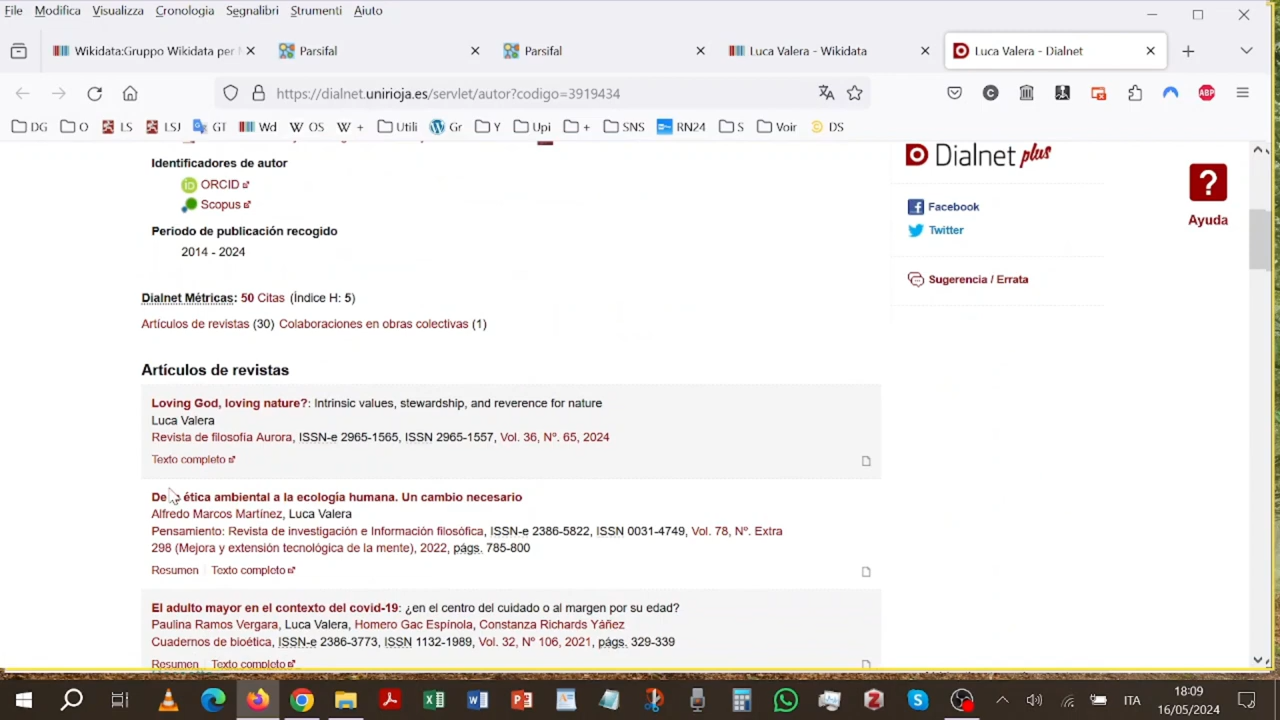 File Modifica Visualizza Cronologia Segnalibri Strumenti Aiuto
Wikidata:Gruppo Wikidata per
Parsifal
Parsifal
Luca Valera - Wikidata
Luca Valera - Dialnet
https://dialnet.unirioja.es/servlet/autor?codigo=3919434
DG O LS LSJ GT Wd OS + Utili Gr Y Upi + SNS RN24 S Voir DS
Dialnet plus
Identificadores de autor
ORCID
Scopus
Facebook
Periodo de publicación recogido
Twitter
2014 - 2024
Ayuda
Sugerencia / Errata
Dialnet Métricas: 50 Citas (Índice H: 5)
Artículos de revistas (30) Colaboraciones en obras colectivas (1)
Artículos de revistas
Loving God, loving nature?: Intrinsic values, stewardship, and reverence for nature
Luca Valera
Revista de filosofía Aurora, ISSN-e 2965-1565, ISSN 2965-1557, Vol. 36, Nº. 65, 2024
Texto completo
De ética ambiental a la ecología humana. Un cambio necesario
Alfredo Marcos Martínez, Luca Valera
Pensamiento: Revista de investigación e Información filosófica, ISSN-e 2386-5822, ISSN 0031-4749, Vol. 78, Nº. Extra
298 (Mejora y extensión tecnológica de la mente), 2022, págs. 785-800
Resumen Texto completo
El adulto mayor en el contexto del covid-19: ¿en el centro del cuidado o al margen por su edad?
Paulina Ramos Vergara, Luca Valera, Homero Gac Espínola, Constanza Richards Yáñez
Cuadernos de bioética, ISSN-e 2386-3773, ISSN 1132-1989, Vol. 32, Nº 106, 2021, págs. 329-339
Resumen Texto completo
ITA
18:09
16/05/2024